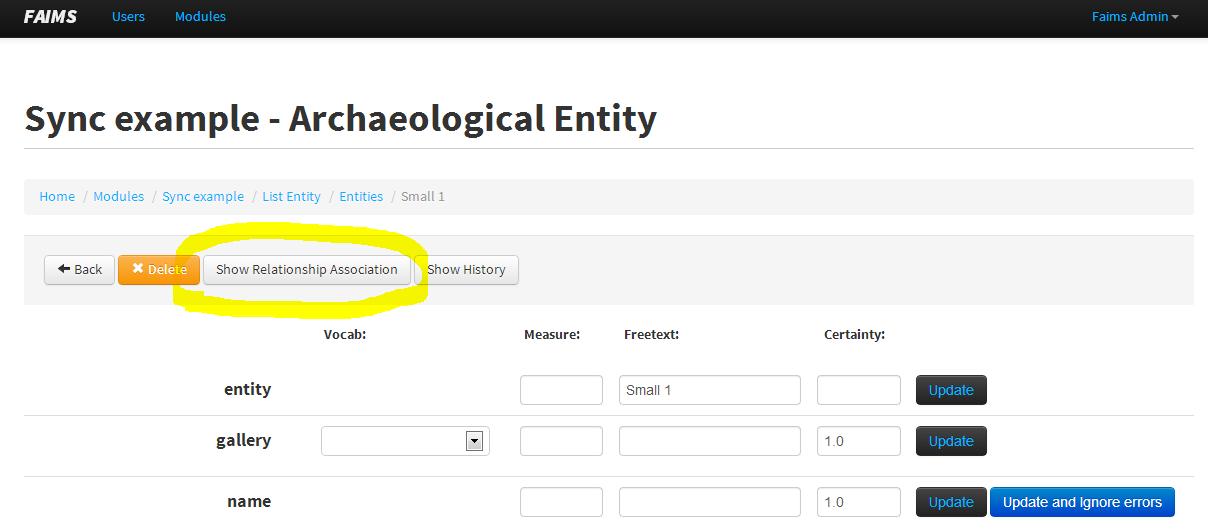 FAIMS Users Modules Faims Admin
Sync example - Archaeological Entity
Home / Modules / Sync example / List Entity / Entities / Small 1
Back Delete Show Relationship Association Show History
Vocab: Measure: Freetext: Certainty:
entity Small 1 Update
gallery 1.0 Update
name 1.0 Update Update and Ignore errors